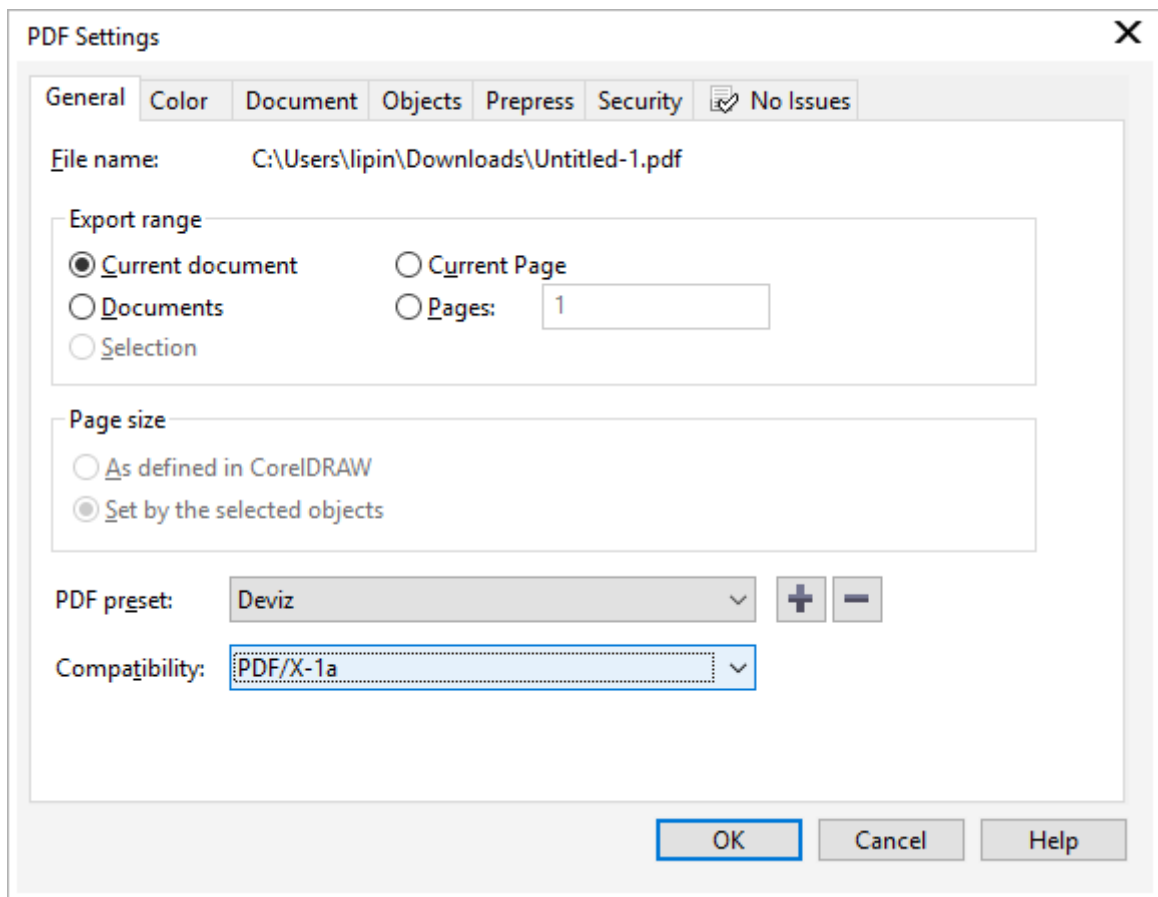 PDF Settings
General Color Document Objects Prepress Security No Issues
File name: C:\Users\lipin\Downloads\Untitled-1.pdf
Export range
Current document Current Page
Documents Pages: 1
Selection
Page size
As defined in CorelDRAW
Set by the selected objects
PDF preset: Deviz
Compatibility: PDF/X-1a
OK Cancel Help